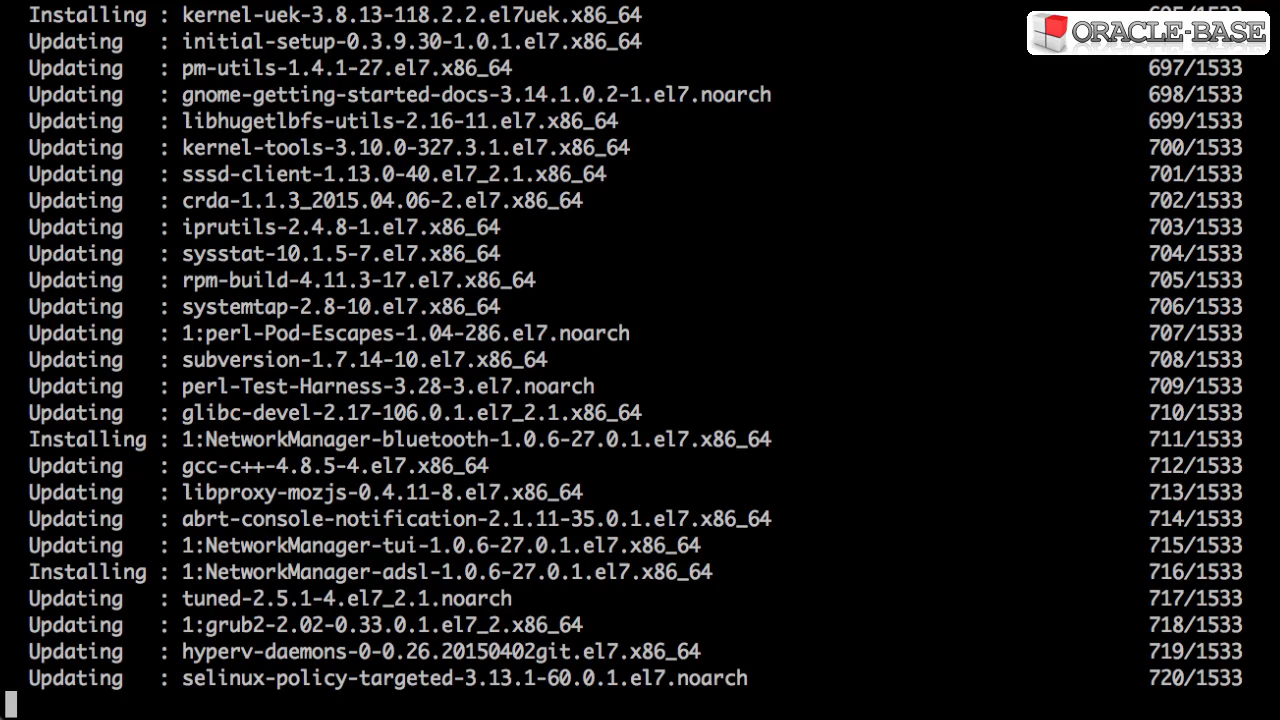 Installing : kernel-uek-3.8.13-118.2.2.el7uek.x86_64
ORACLE-BASE
Updating : initial-setup-0.3.9.30-1.0.1.el7.x86_64
Updating : pm-utils-1.4.1-27.el7.x86_64 697/1533
Updating : gnome-getting-started-docs-3.14.1.0.2-1.el7.noarch 698/1533
Updating : libhugetlbfs-utils-2.16-11.el7.x86_64 699/1533
Updating : kernel-tools-3.10.0-327.3.1.el7.x86_64 700/1533
Updating : sssd-client-1.13.0-40.el7_2.1.x86_64 701/1533
Updating : crda-1.1.3_2015.04.06-2.el7.x86_64 702/1533
Updating : iprutils-2.4.8-1.el7.x86_64 703/1533
Updating : sysstat-10.1.5-7.el7.x86_64 704/1533
Updating : rpm-build-4.11.3-17.el7.x86_64 705/1533
Updating : systemtap-2.8-10.el7.x86_64 706/1533
Updating : 1:perl-Pod-Escapes-1.04-286.el7.noarch 707/1533
Updating : subversion-1.7.14-10.el7.x86_64 708/1533
Updating : perl-Test-Harness-3.28-3.el7.noarch 709/1533
Updating : glibc-devel-2.17-106.0.1.el7_2.1.x86_64 710/1533
Installing : 1:NetworkManager-bluetooth-1.0.6-27.0.1.el7.x86_64 711/1533
Updating : gcc-c++-4.8.5-4.el7.x86_64 712/1533
Updating : libproxy-mozjs-0.4.11-8.el7.x86_64 713/1533
Updating : abrt-console-notification-2.1.11-35.0.1.el7.x86_64 714/1533
Updating : 1:NetworkManager-tui-1.0.6-27.0.1.el7.x86_64 715/1533
Installing : 1:NetworkManager-adsl-1.0.6-27.0.1.el7.x86_64 716/1533
Updating : tuned-2.5.1-4.el7_2.1.noarch 717/1533
Updating : 1:grub2-2.02-0.33.0.1.el7_2.x86_64 718/1533
Updating : hyperv-daemons-0-0.26.20150402git.el7.x86_64 719/1533
Updating : selinux-policy-targeted-3.13.1-60.0.1.el7.noarch 720/1533